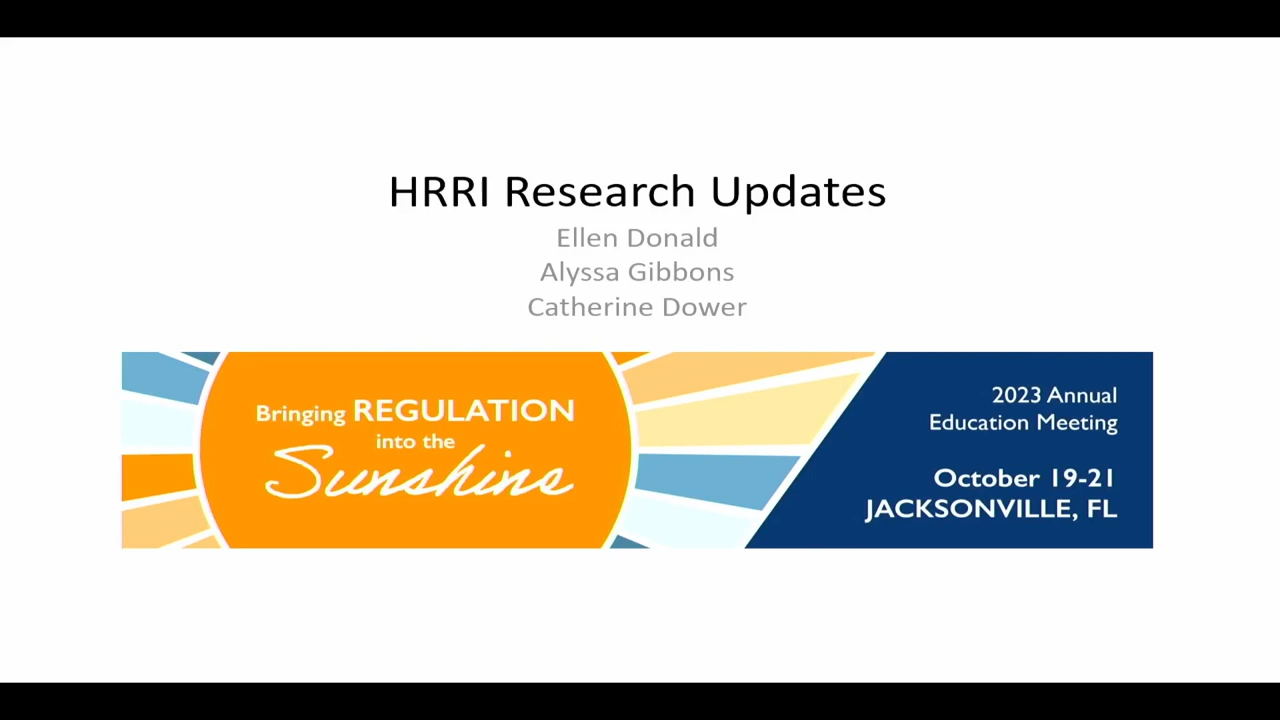 HRRI Research Updates
Ellen Donald
Alyssa Gibbons
Catherine Dower
Bringing REGULATION
into the
Sunshine
2023 Annual
Education Meeting
October 19-21
JACKSONVILLE, FL